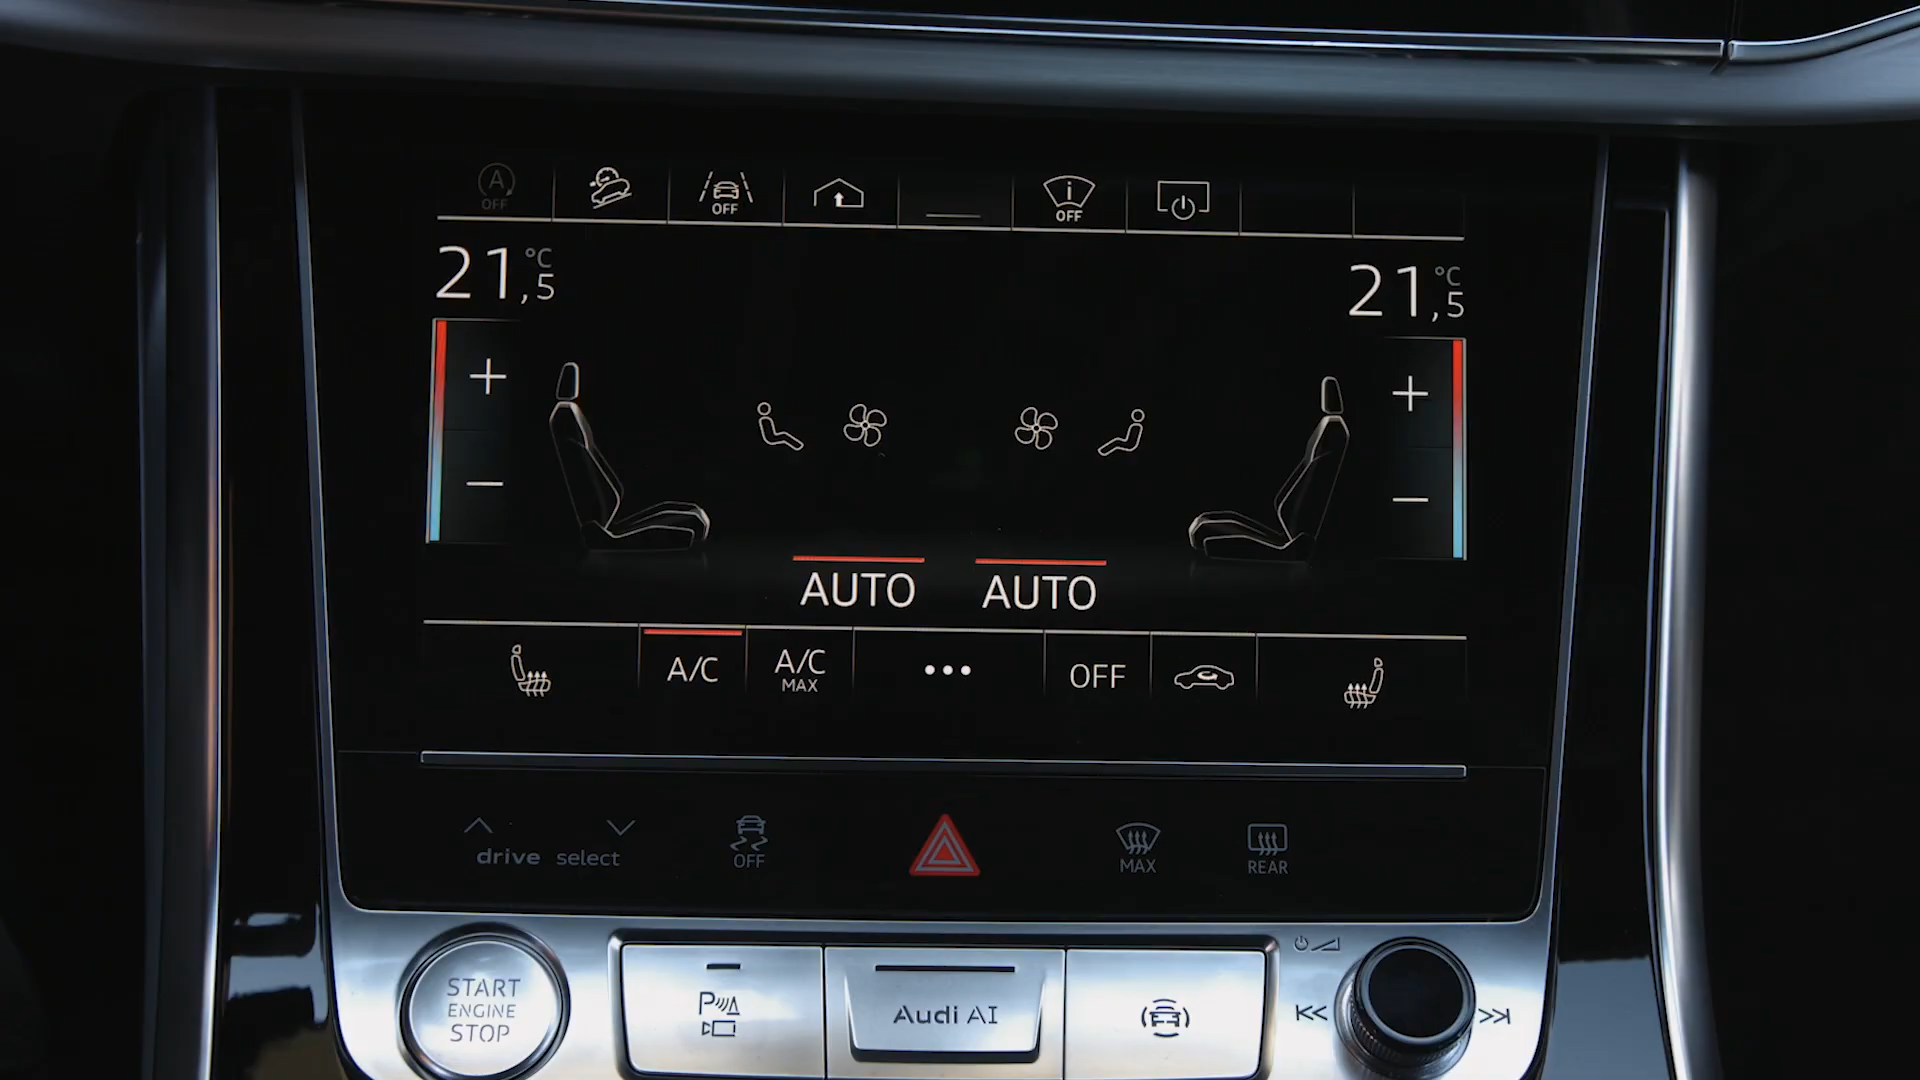 A
OFF
OFF
i
OFF
21,5 °C
21,5 °C
+
+
−
−
AUTO AUTO
A/C
A/C
MAX
•••
OFF
drive select
OFF
MAX
REAR
START
ENGINE
STOP
P
Audi AI